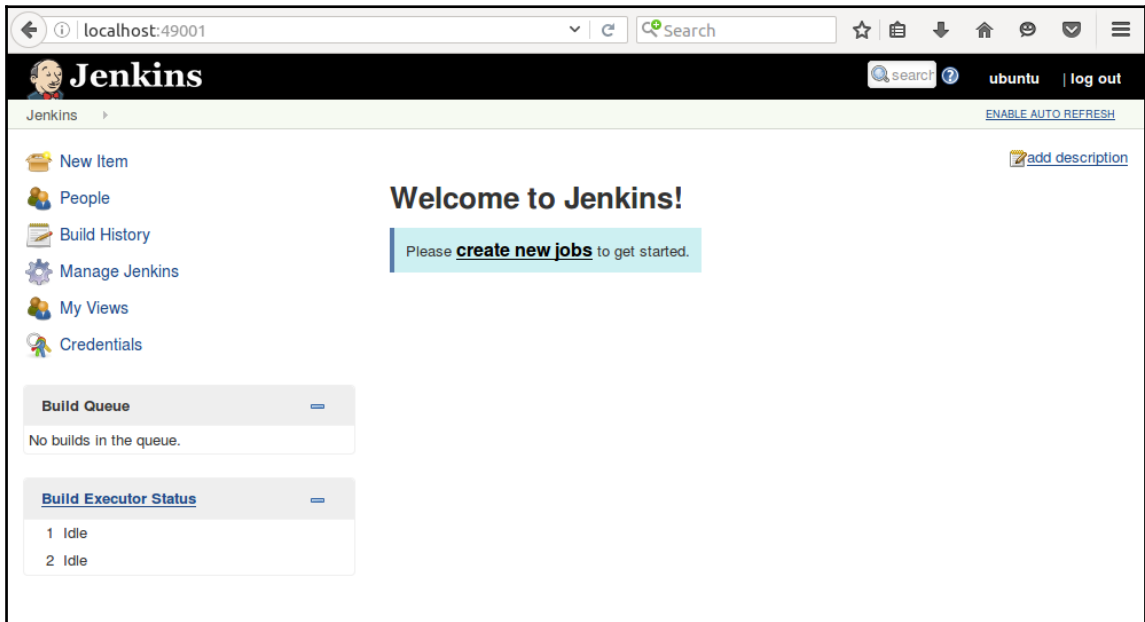 localhost:49001
Search
Jenkins
search
ubuntu | log out
Jenkins
ENABLE AUTO REFRESH
New Item
People
Build History
Manage Jenkins
My Views
Credentials
add description
Welcome to Jenkins!
Please create new jobs to get started.
Build Queue
No builds in the queue.
Build Executor Status
1 Idle
2 Idle